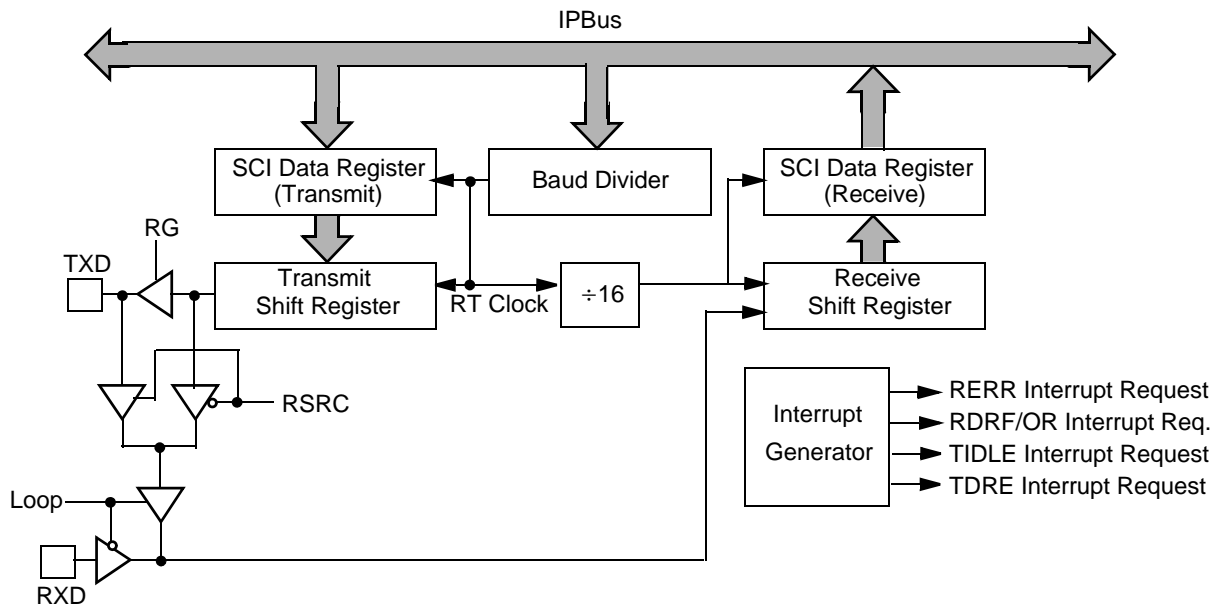 IPBus
SCI Data Register
(Transmit)
Baud Divider
SCI Data Register
(Receive)
RG
TXD
Transmit
Shift Register
RT Clock
÷16
Receive
Shift Register
RSRC
Interrupt
Generator
RERR Interrupt Request
RDRF/OR Interrupt Req.
TIDLE Interrupt Request
TDRE Interrupt Request
Loop
RXD